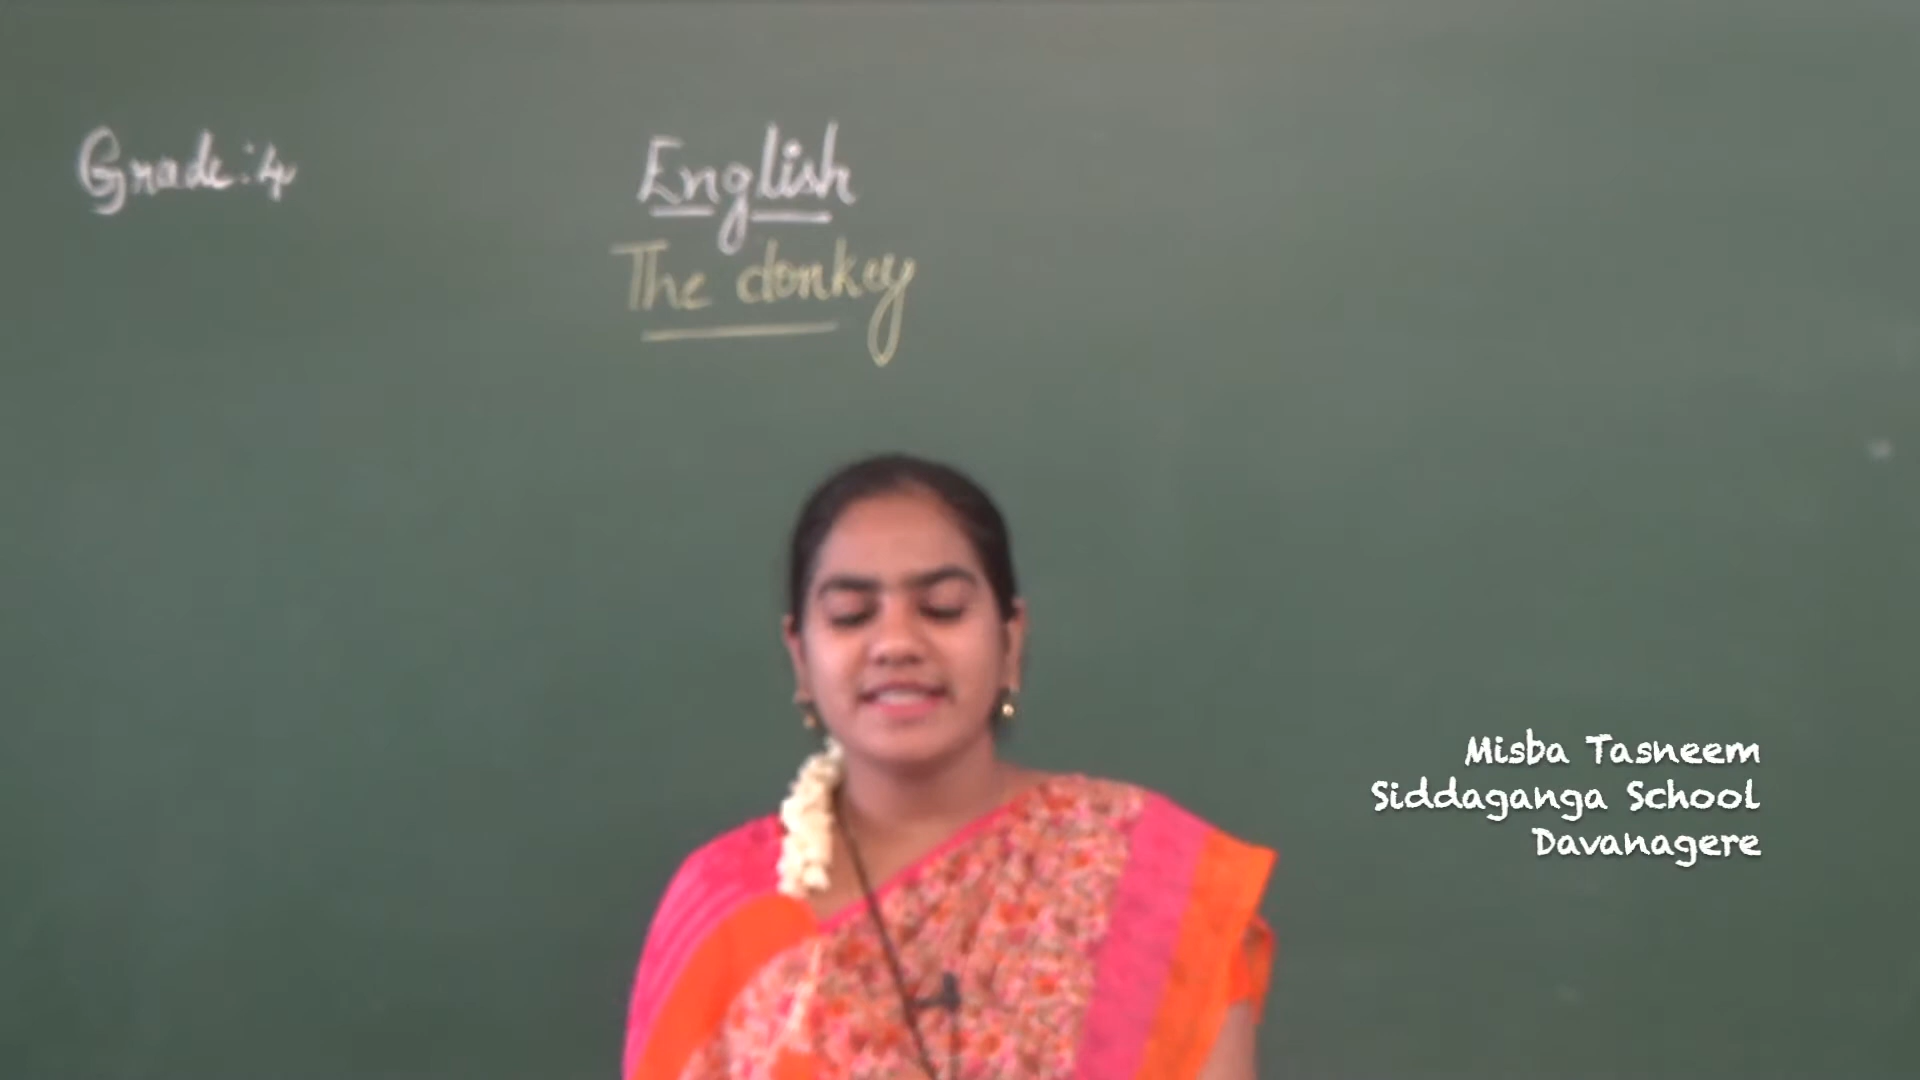 Grade:4
English
The donkey
Misba Tasneem
Siddaganga School
Davanagere